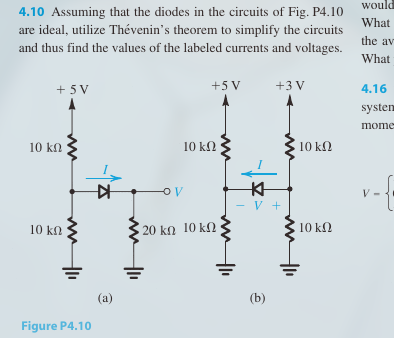 4.10 Assuming that the diodes in the circuits of Fig. P4.10
are ideal, utilize Thévenin's theorem to simplify the circuits
and thus find the values of the labeled currents and voltages.
+ 5 V
10 kΩ
I
V
10 kΩ
20 kΩ
(a)
+5 V
+3 V
10 kΩ
10 kΩ
I
− V +
10 kΩ
10 kΩ
(b)
Figure P4.10
would
What
the av
What
4.16
system
mome
V =